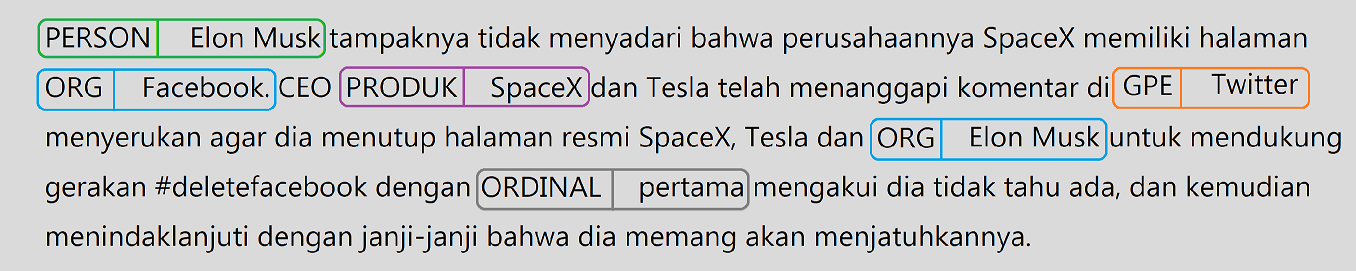 PERSON Elon Musk tampaknya tidak menyadari bahwa perusahaannya SpaceX memiliki halaman
ORG Facebook. CEO PRODUK SpaceX dan Tesla telah menanggapi komentar di GPE Twitter
menyerukan agar dia menutup halaman resmi SpaceX, Tesla dan ORG Elon Musk untuk mendukung
gerakan #deletefacebook dengan ORDINAL pertama mengakui dia tidak tahu ada, dan kemudian
menindaklanjuti dengan janji-janji bahwa dia memang akan menjatuhkannya.